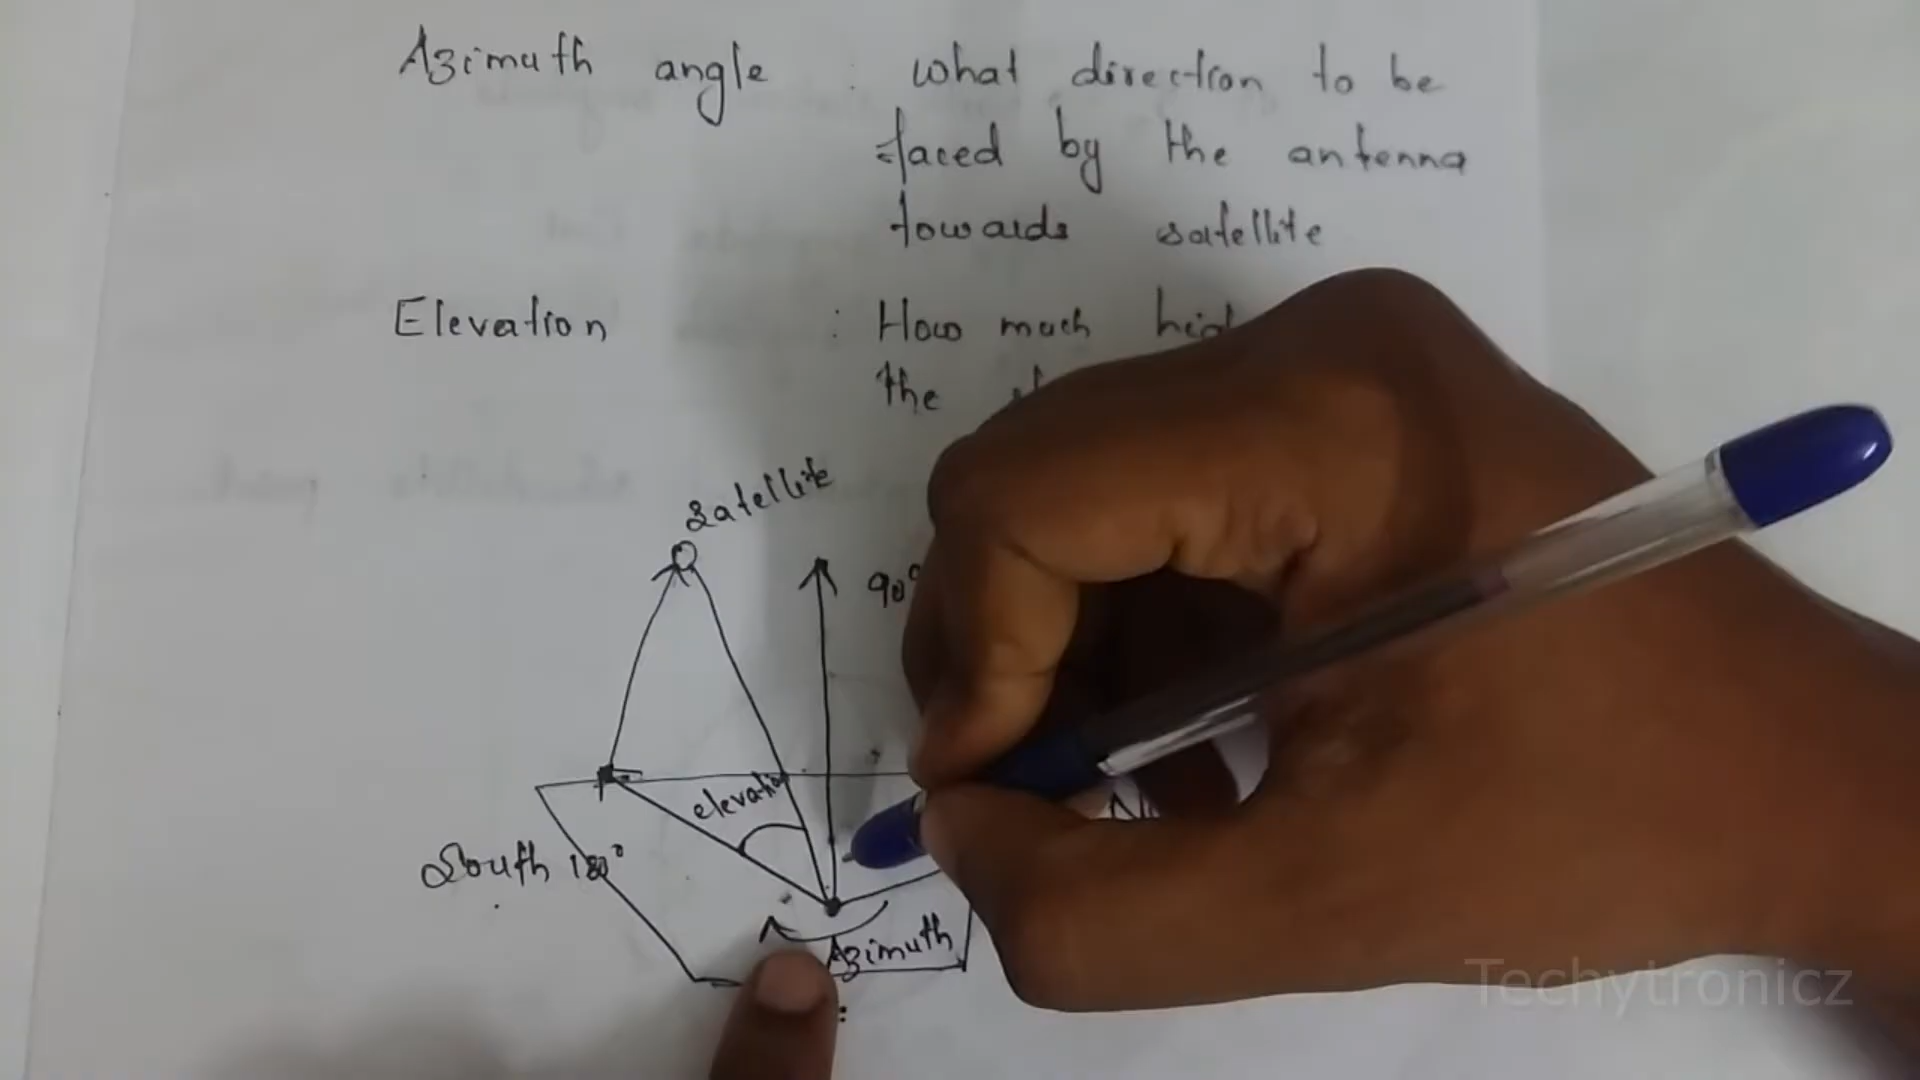 Azimuth angle : what direction to be
faced by the antenna
towards satellite
Elevation : How much
the
satellite
90°
elevation
South 180°
Azimuth
Techytronicz